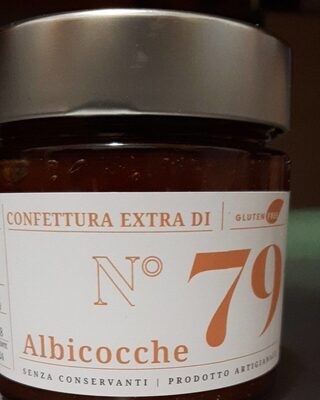 CONFETTURA EXTRA DI
GLUTEN FREE
N° 79
Albicocche
SENZA CONSERVANTI | PRODOTTO ARTIGIANALE